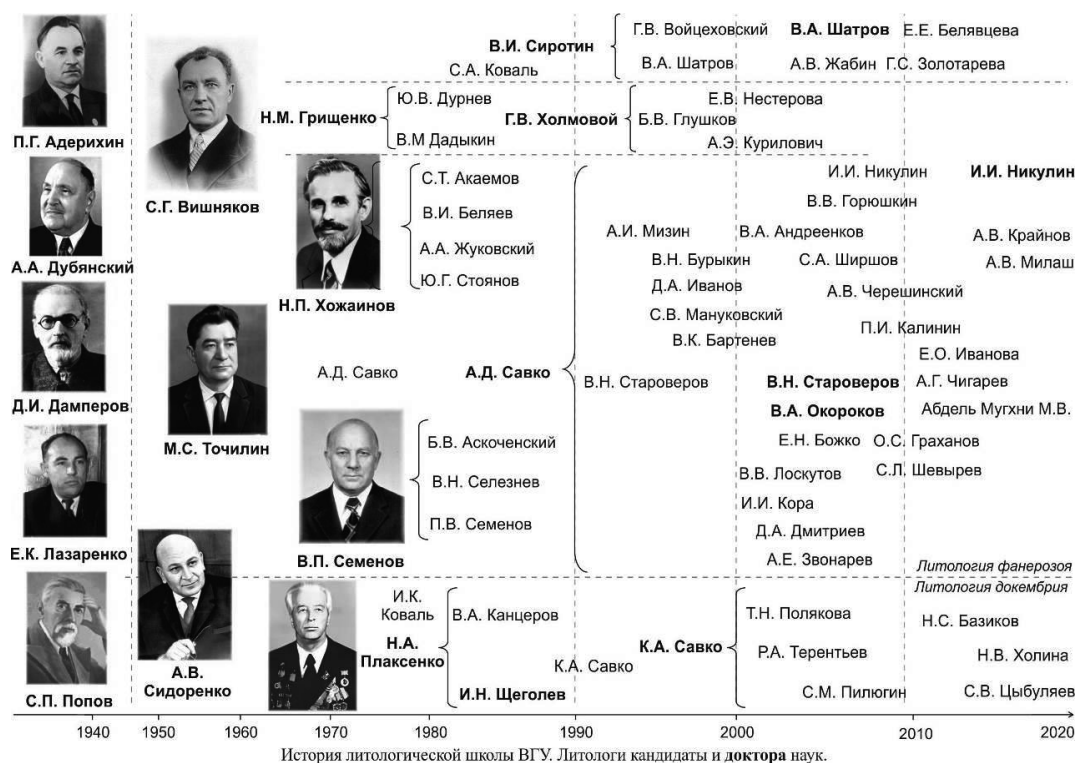 П.Г. Адерихин
А.А. Дубянский
Д.И. Дамперов
Е.К. Лазаренко
С.П. Попов
С.Г. Вишняков
М.С. Точилин
А.В.
Сидоренко
В.И. Сиротин
С.А. Коваль
Г.В. Войцеховский
В.А. Шатров
В.А. Шатров
А.В. Жабин
Е.Е. Белявцева
Г.С. Золотарева
Н.М. Грищенко
Ю.В. Дурнев
В.М Дадыкин
Г.В. Холмовой
Е.В. Нестерова
Б.В. Глушков
А.Э. Курилович
Н.П. Хожаинов
С.Т. Акаемов
В.И. Беляев
А.А. Жуковский
Ю.Г. Стоянов
А.Д. Савко
А.Д. Савко
В.П. Семенов
Б.В. Аскоченский
В.Н. Селезнев
П.В. Семенов
И.И. Никулин
И.И. Никулин
В.В. Горюшкин
А.И. Мизин
В.А. Андреенков
А.В. Крайнов
В.Н. Бурыкин
С.А. Ширшов
А.В. Милаш
Д.А. Иванов
А.В. Черешинский
С.В. Мануковский
П.И. Калинин
В.К. Бартенев
Е.О. Иванова
В.Н. Староверов
В.Н. Староверов
А.Г. Чигарев
В.А. Окороков
Абдель Мугхни М.В.
Е.Н. Божко
О.С. Граханов
В.В. Лоскутов
С.Л. Шевырев
И.И. Кора
Д.А. Дмитриев
А.Е. Звонарев
Литология фанерозоя
Литология докембрия
И.К.
Коваль
Н.А.
Плаксенко
В.А. Канцеров
И.Н. Щеголев
К.А. Савко
К.А. Савко
Т.Н. Полякова
Р.А. Терентьев
С.М. Пилюгин
Н.С. Базиков
Н.В. Холина
С.В. Цыбуляев
1940 1950 1960 1970 1980 1990 2000 2010 2020
История литологической школы ВГУ. Литологи кандидаты и доктора наук.